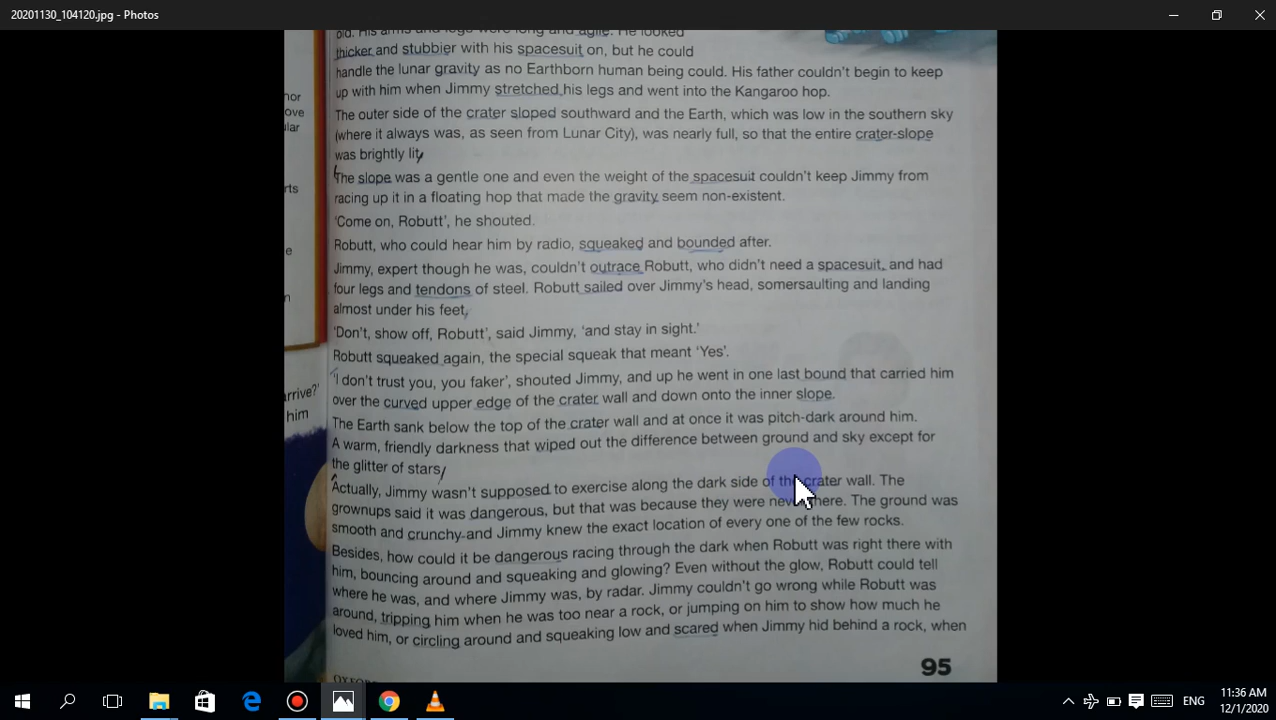 20201130_104120.jpg - Photos
old. His arms and legs were long and agile. He looked
thicker and stubbier with his spacesuit on, but he could
handle the lunar gravity as no Earthborn human being could. His father couldn't begin to keep
up with him when Jimmy stretched his legs and went into the Kangaroo hop.
The outer side of the crater sloped southward and the Earth, which was low in the southern sky
(where it always was, as seen from Lunar City), was nearly full, so that the entire crater-slope
was brightly lit,
The slope was a gentle one and even the weight of the spacesuit couldn't keep Jimmy from
racing up it in a floating hop that made the gravity seem non-existent.
'Come on, Robutt', he shouted.
Robutt, who could hear him by radio, squeaked and bounded after.
Jimmy, expert though he was, couldn't outrace Robutt, who didn't need a spacesuit, and had
four legs and tendons of steel. Robutt sailed over Jimmy's head, somersaulting and landing
almost under his feet,
'Don't, show off, Robutt', said Jimmy, 'and stay in sight.'
Robutt squeaked again, the special squeak that meant 'Yes'.
'I don't trust you, you faker', shouted Jimmy, and up he went in one last bound that carried him
over the curved upper edge of the crater wall and down onto the inner slope.
The Earth sank below the top of the crater wall and at once it was pitch-dark around him.
A warm, friendly darkness that wiped out the difference between ground and sky except for
the glitter of stars
Actually, Jimmy wasn't supposed to exercise along the dark side of the crater wall. The
grownups said it was dangerous, but that was because they were never there. The ground was
smooth and crunchy and Jimmy knew the exact location of every one of the few rocks.
Besides, how could it be dangerous racing through the dark when Robutt was right there with
him, bouncing around and squeaking and glowing? Even without the glow, Robutt could tell
where he was, and where Jimmy was, by radar. Jimmy couldn't go wrong while Robutt was
around, tripping him when he was too near a rock, or jumping on him to show how much he
loved him, or circling around and squeaking low and scared when Jimmy hid behind a rock, when
95
arrive?'
him
ENG
11:36 AM
12/1/2020